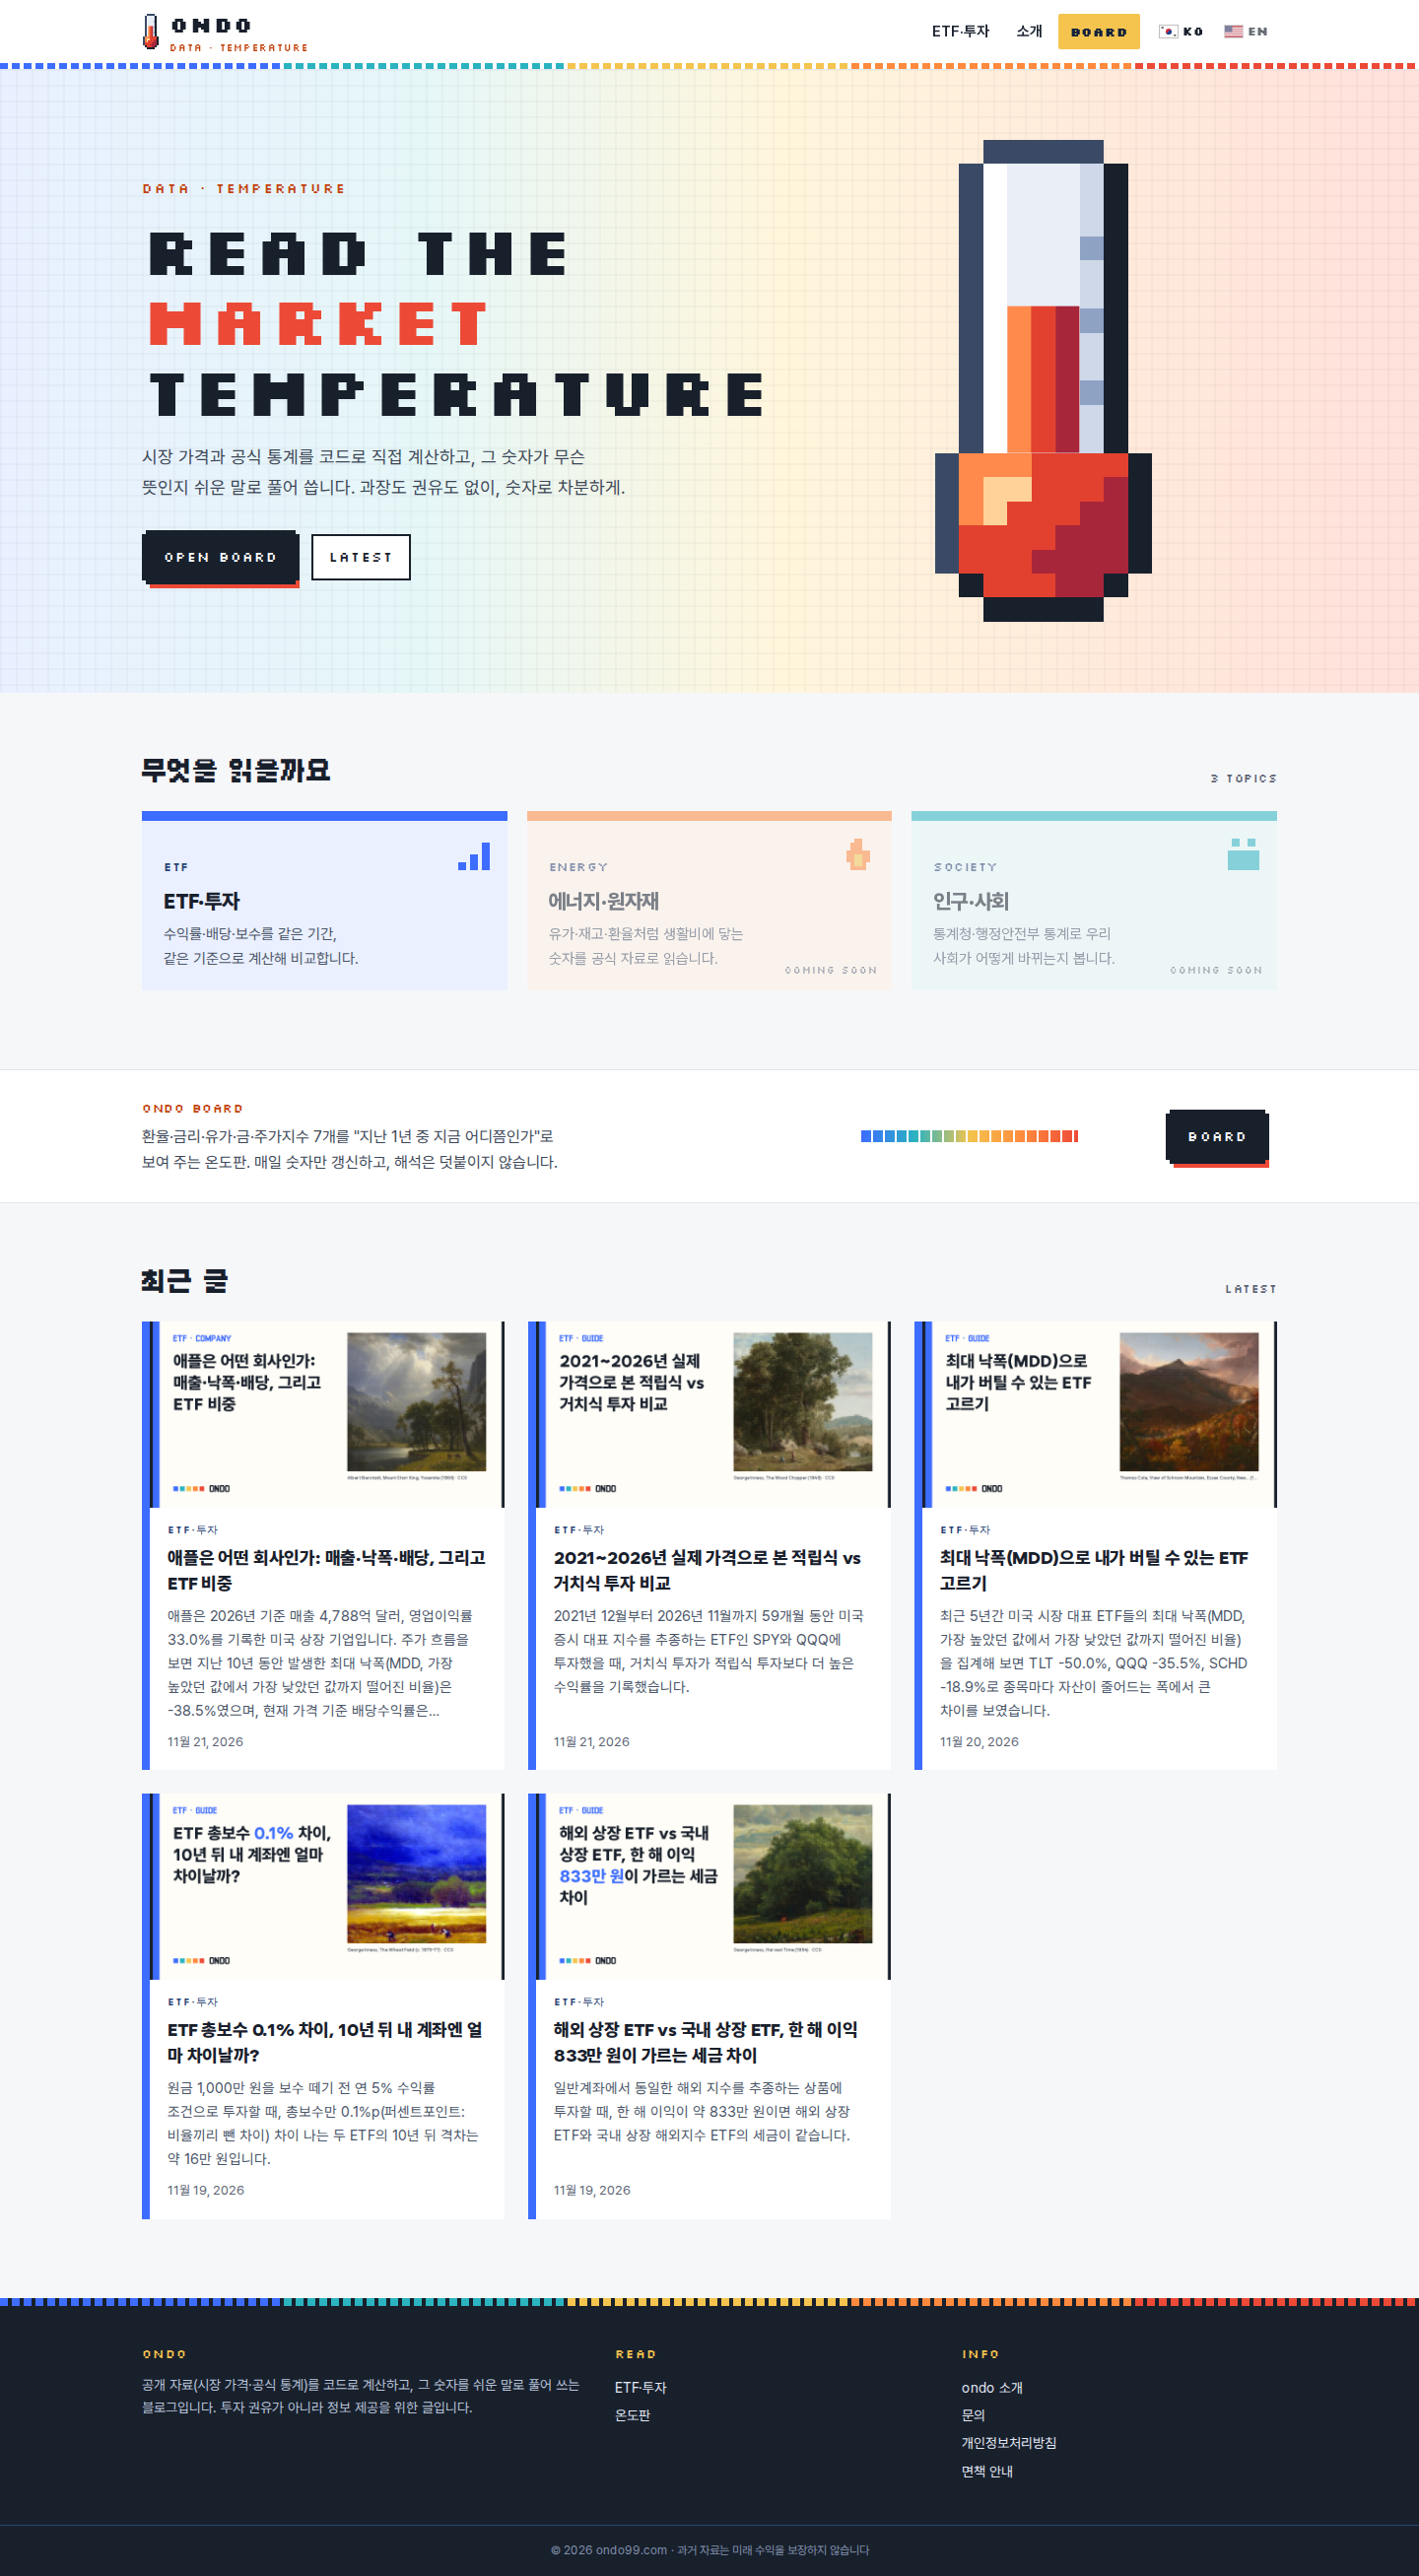 ONDO
DATA · TEMPERATURE
ETF·투자
소개
BOARD
KO
EN
DATA · TEMPERATURE
READ THE
MARKET
TEMPERATURE
시장 가격과 공식 통계를 코드로 직접 계산하고, 그 숫자가 무슨
뜻인지 쉬운 말로 풀어 씁니다. 과장도 권유도 없이, 숫자로 차분하게.
OPEN BOARD
LATEST
무엇을 읽을까요
3 TOPICS
ETF
ETF·투자
수익률·배당·보수를 같은 기간,
같은 기준으로 계산해 비교합니다.
ENERGY
에너지·원자재
유가·재고·환율처럼 생활비에 닿는
숫자를 공식 자료로 읽습니다.
COMING SOON
SOCIETY
인구·사회
통계청·행정안전부 통계로 우리
사회가 어떻게 바뀌는지 봅니다.
COMING SOON
ONDO BOARD
환율·금리·유가·금·주가지수 7개를 "지난 1년 중 지금 어디쯤인가"로
보여 주는 온도판. 매일 숫자만 갱신하고, 해석은 덧붙이지 않습니다.
BOARD
최근 글
LATEST
ETF · COMPANY
애플은 어떤 회사인가:
매출·낙폭·배당, 그리고
ETF 비중
Albert Bierstadt, Mount Starr King, Yosemite (1866) · CC0
ONDO
ETF·투자
애플은 어떤 회사인가: 매출·낙폭·배당, 그리고
ETF 비중
애플은 2026년 기준 매출 4,788억 달러, 영업이익률
33.0%를 기록한 미국 상장 기업입니다. 주가 흐름을
보면 지난 10년 동안 발생한 최대 낙폭(MDD, 가장
높았던 값에서 가장 낮았던 값까지 떨어진 비율)은
-38.5%였으며, 현재 가격 기준 배당수익률은…
11월 21, 2026
ETF · GUIDE
2021~2026년 실제
가격으로 본 적립식 vs
거치식 투자 비교
George Inness, The Wood Chopper (1849) · CC0
ONDO
ETF·투자
2021~2026년 실제 가격으로 본 적립식 vs
거치식 투자 비교
2021년 12월부터 2026년 11월까지 59개월 동안 미국
증시 대표 지수를 추종하는 ETF인 SPY와 QQQ에
투자했을 때, 거치식 투자가 적립식 투자보다 더 높은
수익률을 기록했습니다.
11월 21, 2026
ETF · GUIDE
최대 낙폭(MDD)으로
내가 버틸 수 있는 ETF
고르기
Thomas Cole, View of Schroon Mountain, Essex County, New…
ONDO
ETF·투자
최대 낙폭(MDD)으로 내가 버틸 수 있는 ETF
고르기
최근 5년간 미국 시장 대표 ETF들의 최대 낙폭(MDD,
가장 높았던 값에서 가장 낮았던 값까지 떨어진 비율)
을 집계해 보면 TLT -50.0%, QQQ -35.5%, SCHD
-18.9%로 종목마다 자산이 줄어드는 폭에서 큰
차이를 보였습니다.
11월 20, 2026
ETF · GUIDE
ETF 총보수 0.1% 차이,
10년 뒤 내 계좌엔 얼마
차이날까?
George Inness, The Wheat Field (c. 1875–77) · CC0
ONDO
ETF·투자
ETF 총보수 0.1% 차이, 10년 뒤 내 계좌엔 얼
마 차이날까?
원금 1,000만 원을 보수 떼기 전 연 5% 수익률
조건으로 투자할 때, 총보수만 0.1%p(퍼센트포인트:
비율끼리 뺀 차이) 차이 나는 두 ETF의 10년 뒤 격차는
약 16만 원입니다.
11월 19, 2026
ETF · GUIDE
해외 상장 ETF vs 국내
상장 ETF, 한 해 이익
833만 원이 가르는 세금
차이
George Inness, Harvest Time (1864) · CC0
ONDO
ETF·투자
해외 상장 ETF vs 국내 상장 ETF, 한 해 이익
833만 원이 가르는 세금 차이
일반계좌에서 동일한 해외 지수를 추종하는 상품에
투자할 때, 한 해 이익이 약 833만 원이면 해외 상장
ETF와 국내 상장 해외지수 ETF의 세금이 같습니다.
11월 19, 2026
ONDO
공개 자료(시장 가격·공식 통계)를 코드로 계산하고, 그 숫자를 쉬운 말로 풀어 쓰는
블로그입니다. 투자 권유가 아니라 정보 제공을 위한 글입니다.
READ
ETF·투자
온도판
INFO
ondo 소개
문의
개인정보처리방침
면책 안내
© 2026 ondo99.com · 과거 자료는 미래 수익을 보장하지 않습니다